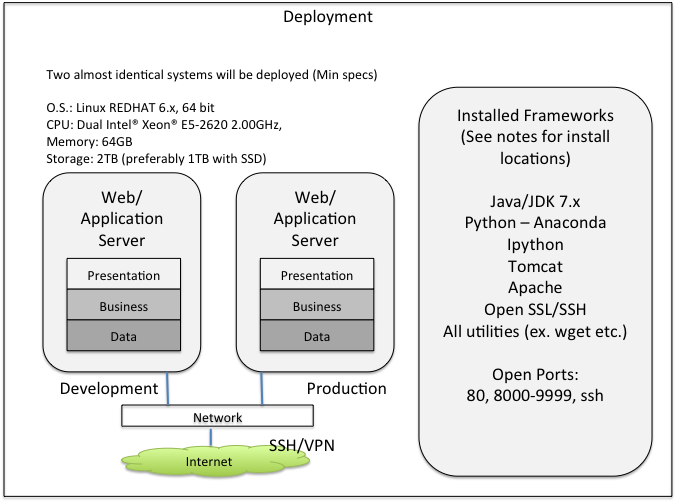 Deployment
Two almost identical systems will be deployed (Min specs)
O.S.: Linux REDHAT 6.x, 64 bit
CPU: Dual Intel® Xeon® E5-2620 2.00GHz,
Memory: 64GB
Storage: 2TB (preferably 1TB with SSD)
Web/
Application
Server
Presentation
Business
Data
Development
Web/
Application
Server
Presentation
Business
Data
Production
Network
SSH/VPN
Internet
Installed Frameworks
(See notes for install
locations)
Java/JDK 7.x
Python – Anaconda
Ipython
Tomcat
Apache
Open SSL/SSH
All utilities (ex. wget etc.)
Open Ports:
80, 8000-9999, ssh